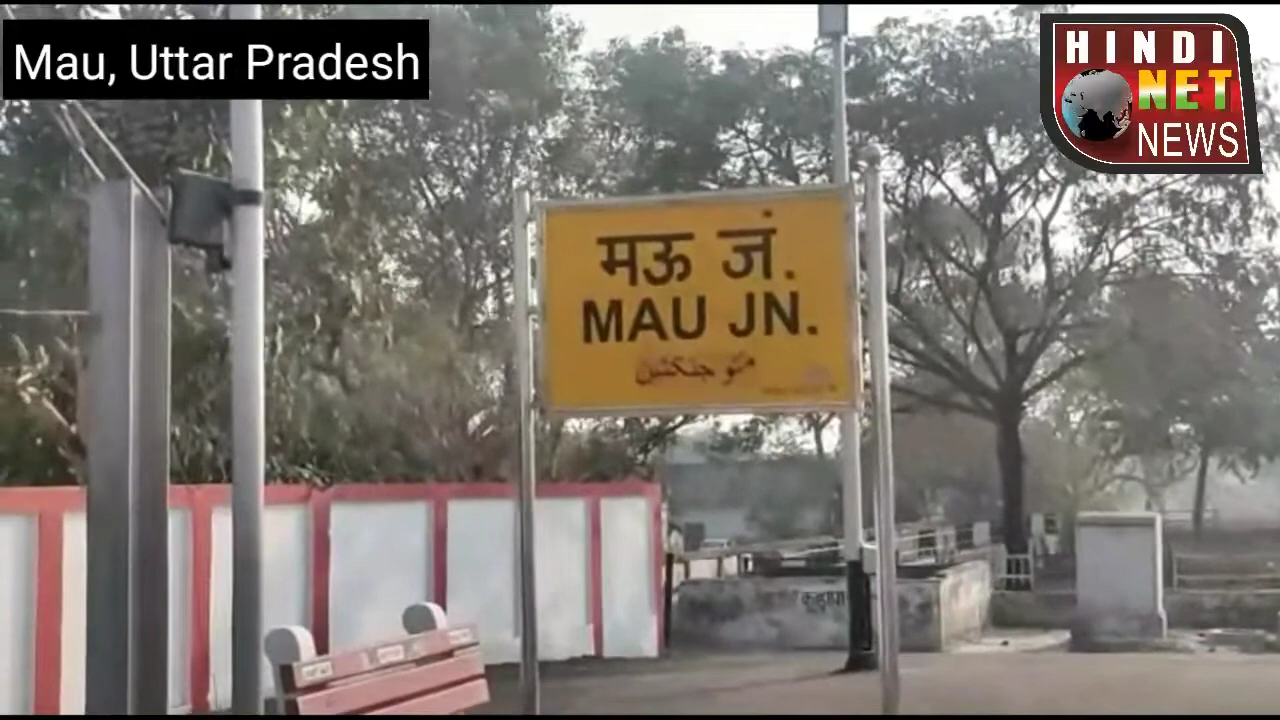 Mau, Uttar Pradesh
HINDI
NET
NEWS
मऊ जं.
MAU JN.
مئو جنکشن
कूड़ादान